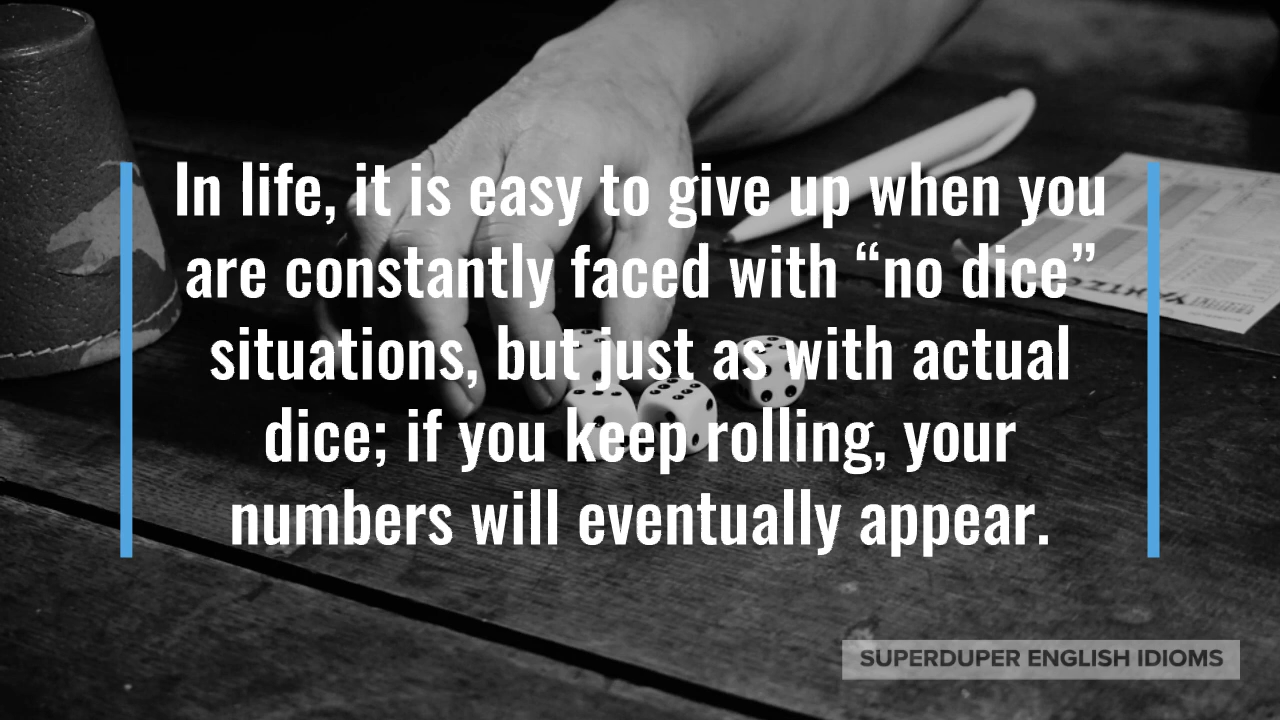 In life, it is easy to give up when you
are constantly faced with “no dice”
situations, but just as with actual
dice; if you keep rolling, your
numbers will eventually appear.
YAHTZEE
SUPERDUPER ENGLISH IDIOMS